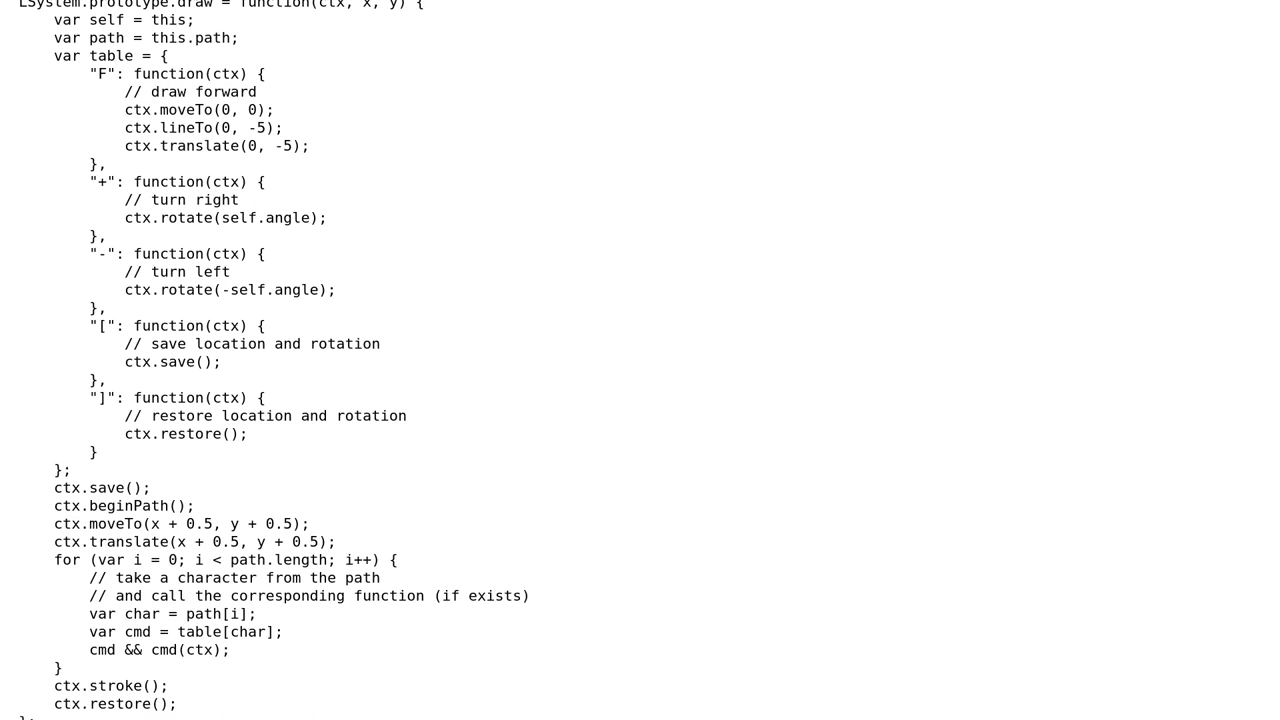 LSystem.prototype.draw = function(ctx, x, y) {
    var self = this;
    var path = this.path;
    var table = {
        "F": function(ctx) {
            // draw forward
            ctx.moveTo(0, 0);
            ctx.lineTo(0, -5);
            ctx.translate(0, -5);
        },
        "+": function(ctx) {
            // turn right
            ctx.rotate(self.angle);
        },
        "-": function(ctx) {
            // turn left
            ctx.rotate(-self.angle);
        },
        "[": function(ctx) {
            // save location and rotation
            ctx.save();
        },
        "]": function(ctx) {
            // restore location and rotation
            ctx.restore();
        }
    };
    ctx.save();
    ctx.beginPath();
    ctx.moveTo(x + 0.5, y + 0.5);
    ctx.translate(x + 0.5, y + 0.5);
    for (var i = 0; i < path.length; i++) {
        // take a character from the path
        // and call the corresponding function (if exists)
        var char = path[i];
        var cmd = table[char];
        cmd && cmd(ctx);
    }
    ctx.stroke();
    ctx.restore();
};